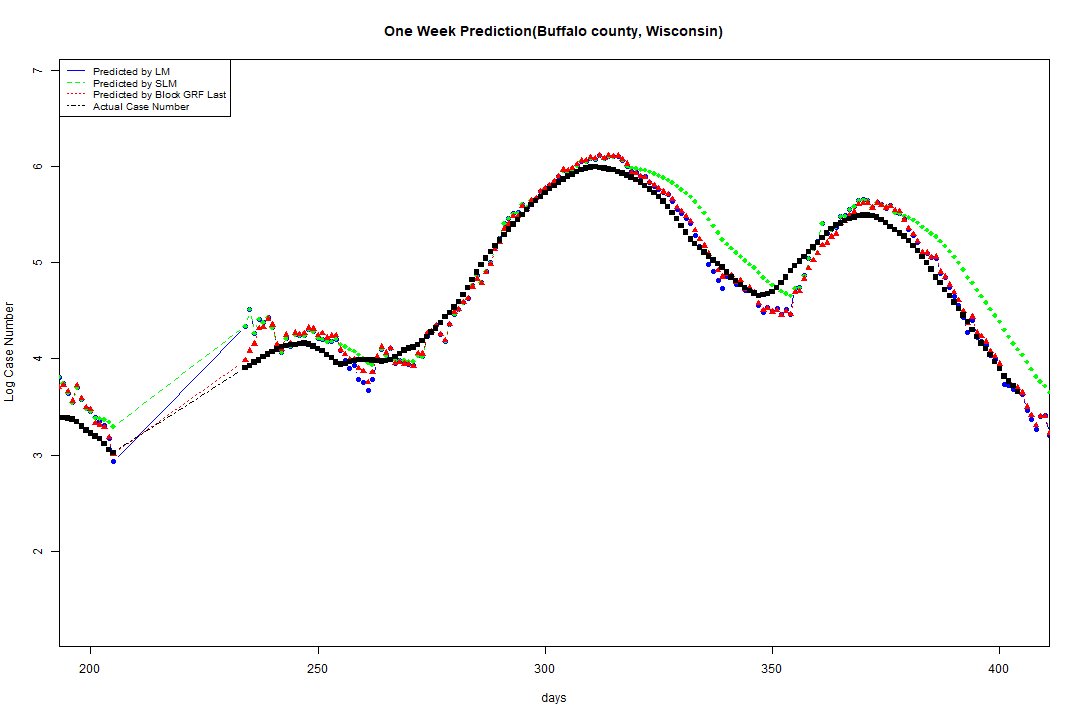 One Week Prediction(Buffalo county, Wisconsin)
Predicted by LM
Predicted by SLM
Predicted by Block GRF Last
Actual Case Number
7
6
5
4
3
2
Log Case Number
200
250
300
350
400
days